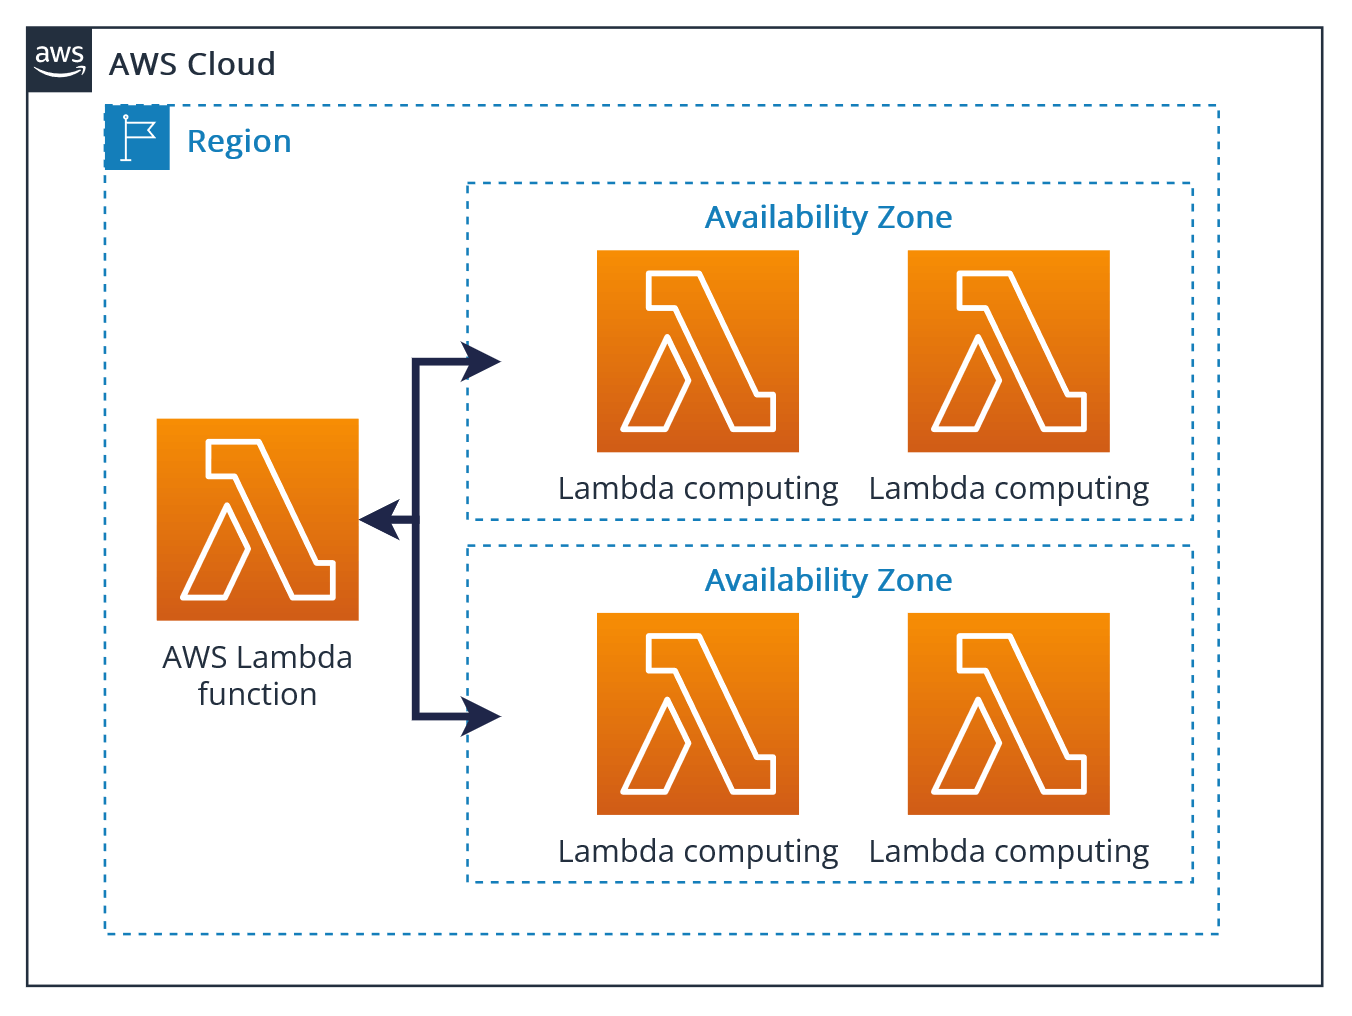 aws
AWS Cloud
Region
Availability Zone
Lambda computing
Lambda computing
AWS Lambda
function
Availability Zone
Lambda computing
Lambda computing